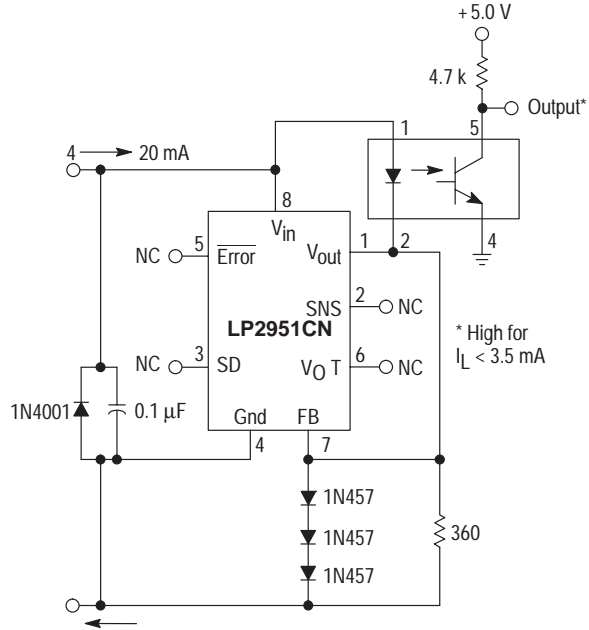 +5.0 V
4.7 k
Output*
1
5
4
20 mA
8
Vin
4
NC
5
Error
Vout
1
2
SNS
2
NC
LP2951CN
* High for
IL < 3.5 mA
NC
3
SD
VO T
6
NC
1N4001
0.1 µF
Gnd
FB
4
7
1N457
1N457
360
1N457